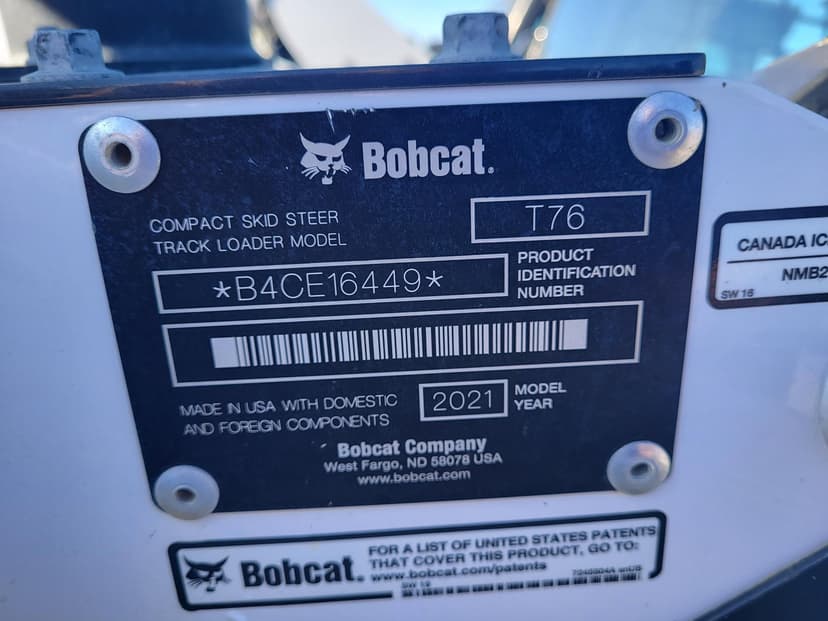 Bobcat.
COMPACT SKID STEER
TRACK LOADER MODEL
T76
*B4CE16449*
PRODUCT
IDENTIFICATION
NUMBER
MADE IN USA WITH DOMESTIC
AND FOREIGN COMPONENTS
2021
MODEL
YEAR
Bobcat Company
West Fargo, ND 58078 USA
www.bobcat.com
CANADA IC
NMB2
SW 16
Bobcat.
FOR A LIST OF UNITED STATES PATENTS
THAT COVER THIS PRODUCT, GO TO:
www.bobcat.com/patents